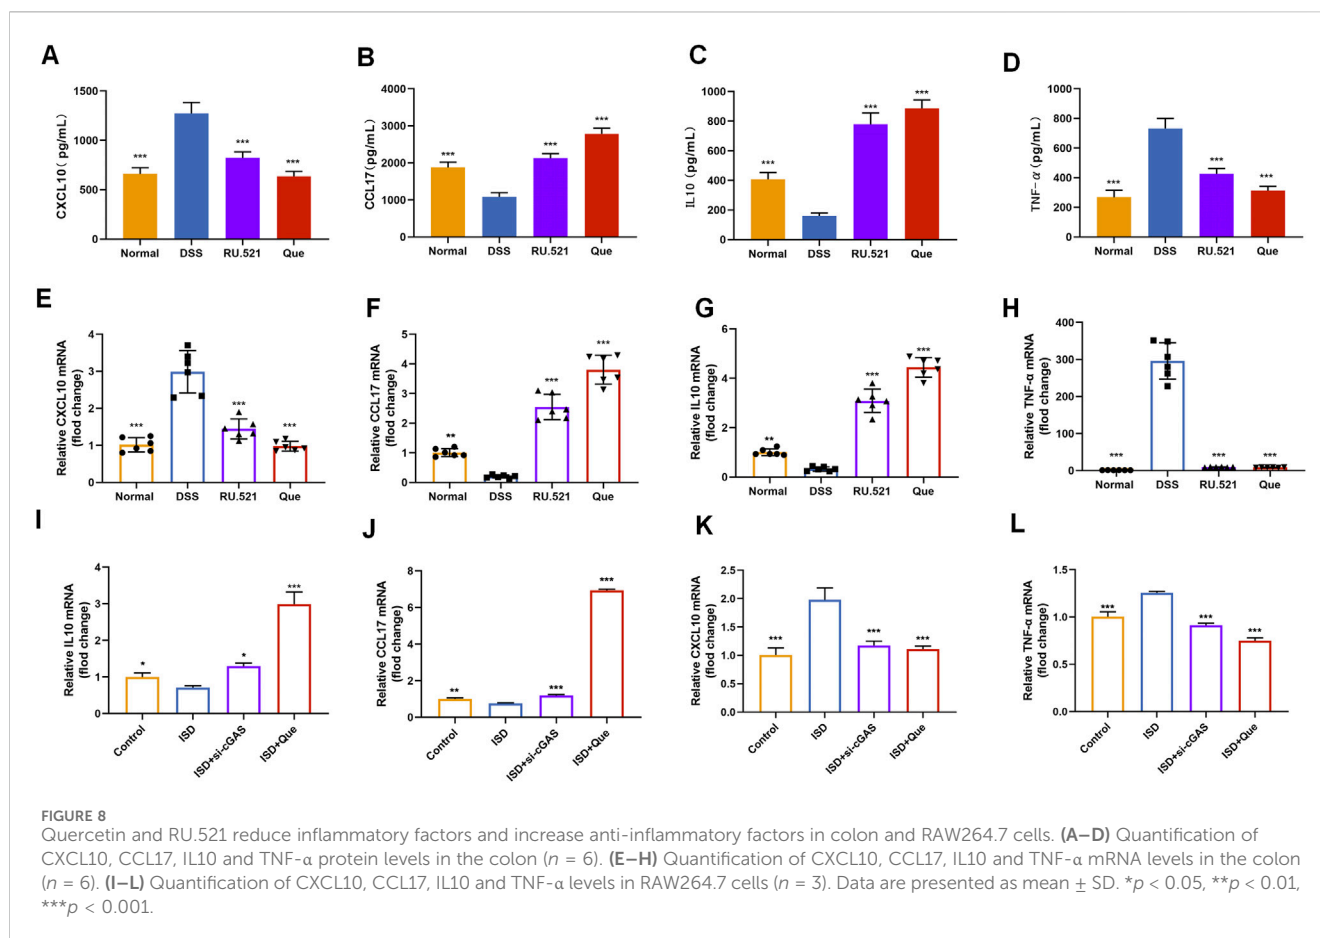 A
B
C
D
CXCL10( pg/mL)
1500
1000
500
0
***
***
***
Normal DSS RU.521 Que
CCL17(pg/mL)
4000
3000
2000
1000
0
***
***
***
Normal DSS RU.521 Que
IL10 (pg/mL)
1000
800
600
400
200
0
***
***
***
Normal DSS RU.521 Que
TNF-α(pg/mL)
1000
800
600
400
200
0
***
***
***
Normal DSS RU.521 Que
E
F
G
H
Relative CXCL10 mRNA
(flod change)
4
3
2
1
0
***
***
***
Normal DSS RU.521 Que
Relative CCL17 mRNA
(flod change)
5
4
3
2
1
0
**
***
***
Normal DSS RU.521 Que
Relative IL10 mRNA
(flod change)
6
4
2
0
**
***
***
Normal DSS RU.521 Que
Relative TNF-α mRNA
(flod change)
400
300
200
100
0
***
***
***
Normal DSS RU.521 Que
I
J
K
L
Relative IL10 mRNA
(flod change)
4
3
2
1
0
*
*
***
Control ISD ISD+si-cGAS ISD+Que
Relative CCL17 mRNA
(flod change)
8
6
4
2
0
**
***
***
Control ISD ISD+si-cGAS ISD+Que
Relative CXCL10 mRNA
(flod change)
2.5
2.0
1.5
1.0
0.5
0.0
***
***
***
Control ISD ISD+si-cGAS ISD+Que
Relative TNF-α mRNA
(flod change)
1.5
1.0
0.5
0.0
***
***
***
Control ISD ISD+si-cGAS ISD+Que
FIGURE 8
Quercetin and RU.521 reduce inflammatory factors and increase anti-inflammatory factors in colon and RAW264.7 cells. (A–D) Quantification of
CXCL10, CCL17, IL10 and TNF-α protein levels in the colon (n = 6). (E–H) Quantification of CXCL10, CCL17, IL10 and TNF-α mRNA levels in the colon
(n = 6). (I–L) Quantification of CXCL10, CCL17, IL10 and TNF-α levels in RAW264.7 cells (n = 3). Data are presented as mean ± SD. *p < 0.05, **p < 0.01,
***p < 0.001.